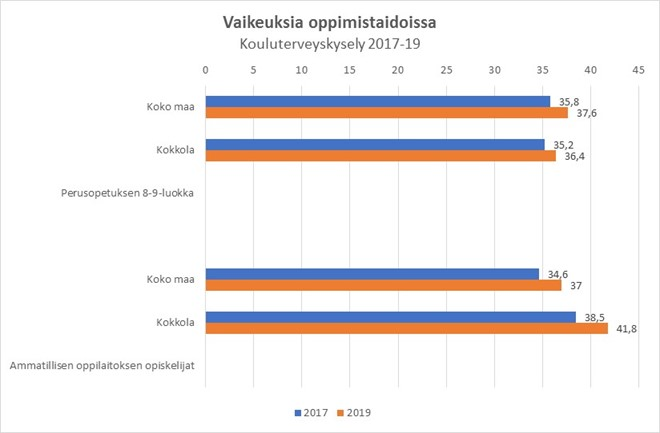 Vaikeuksia oppimistaidoissa
Kouluterveyskysely 2017-19
0 5 10 15 20 25 30 35 40 45
Koko maa 35,8
37,6
Kokkola 35,2
36,4
Perusopetuksen 8-9-luokka
Koko maa 34,6
37
Kokkola 38,5
41,8
Ammatillisen oppilaitoksen opiskelijat
2017 2019